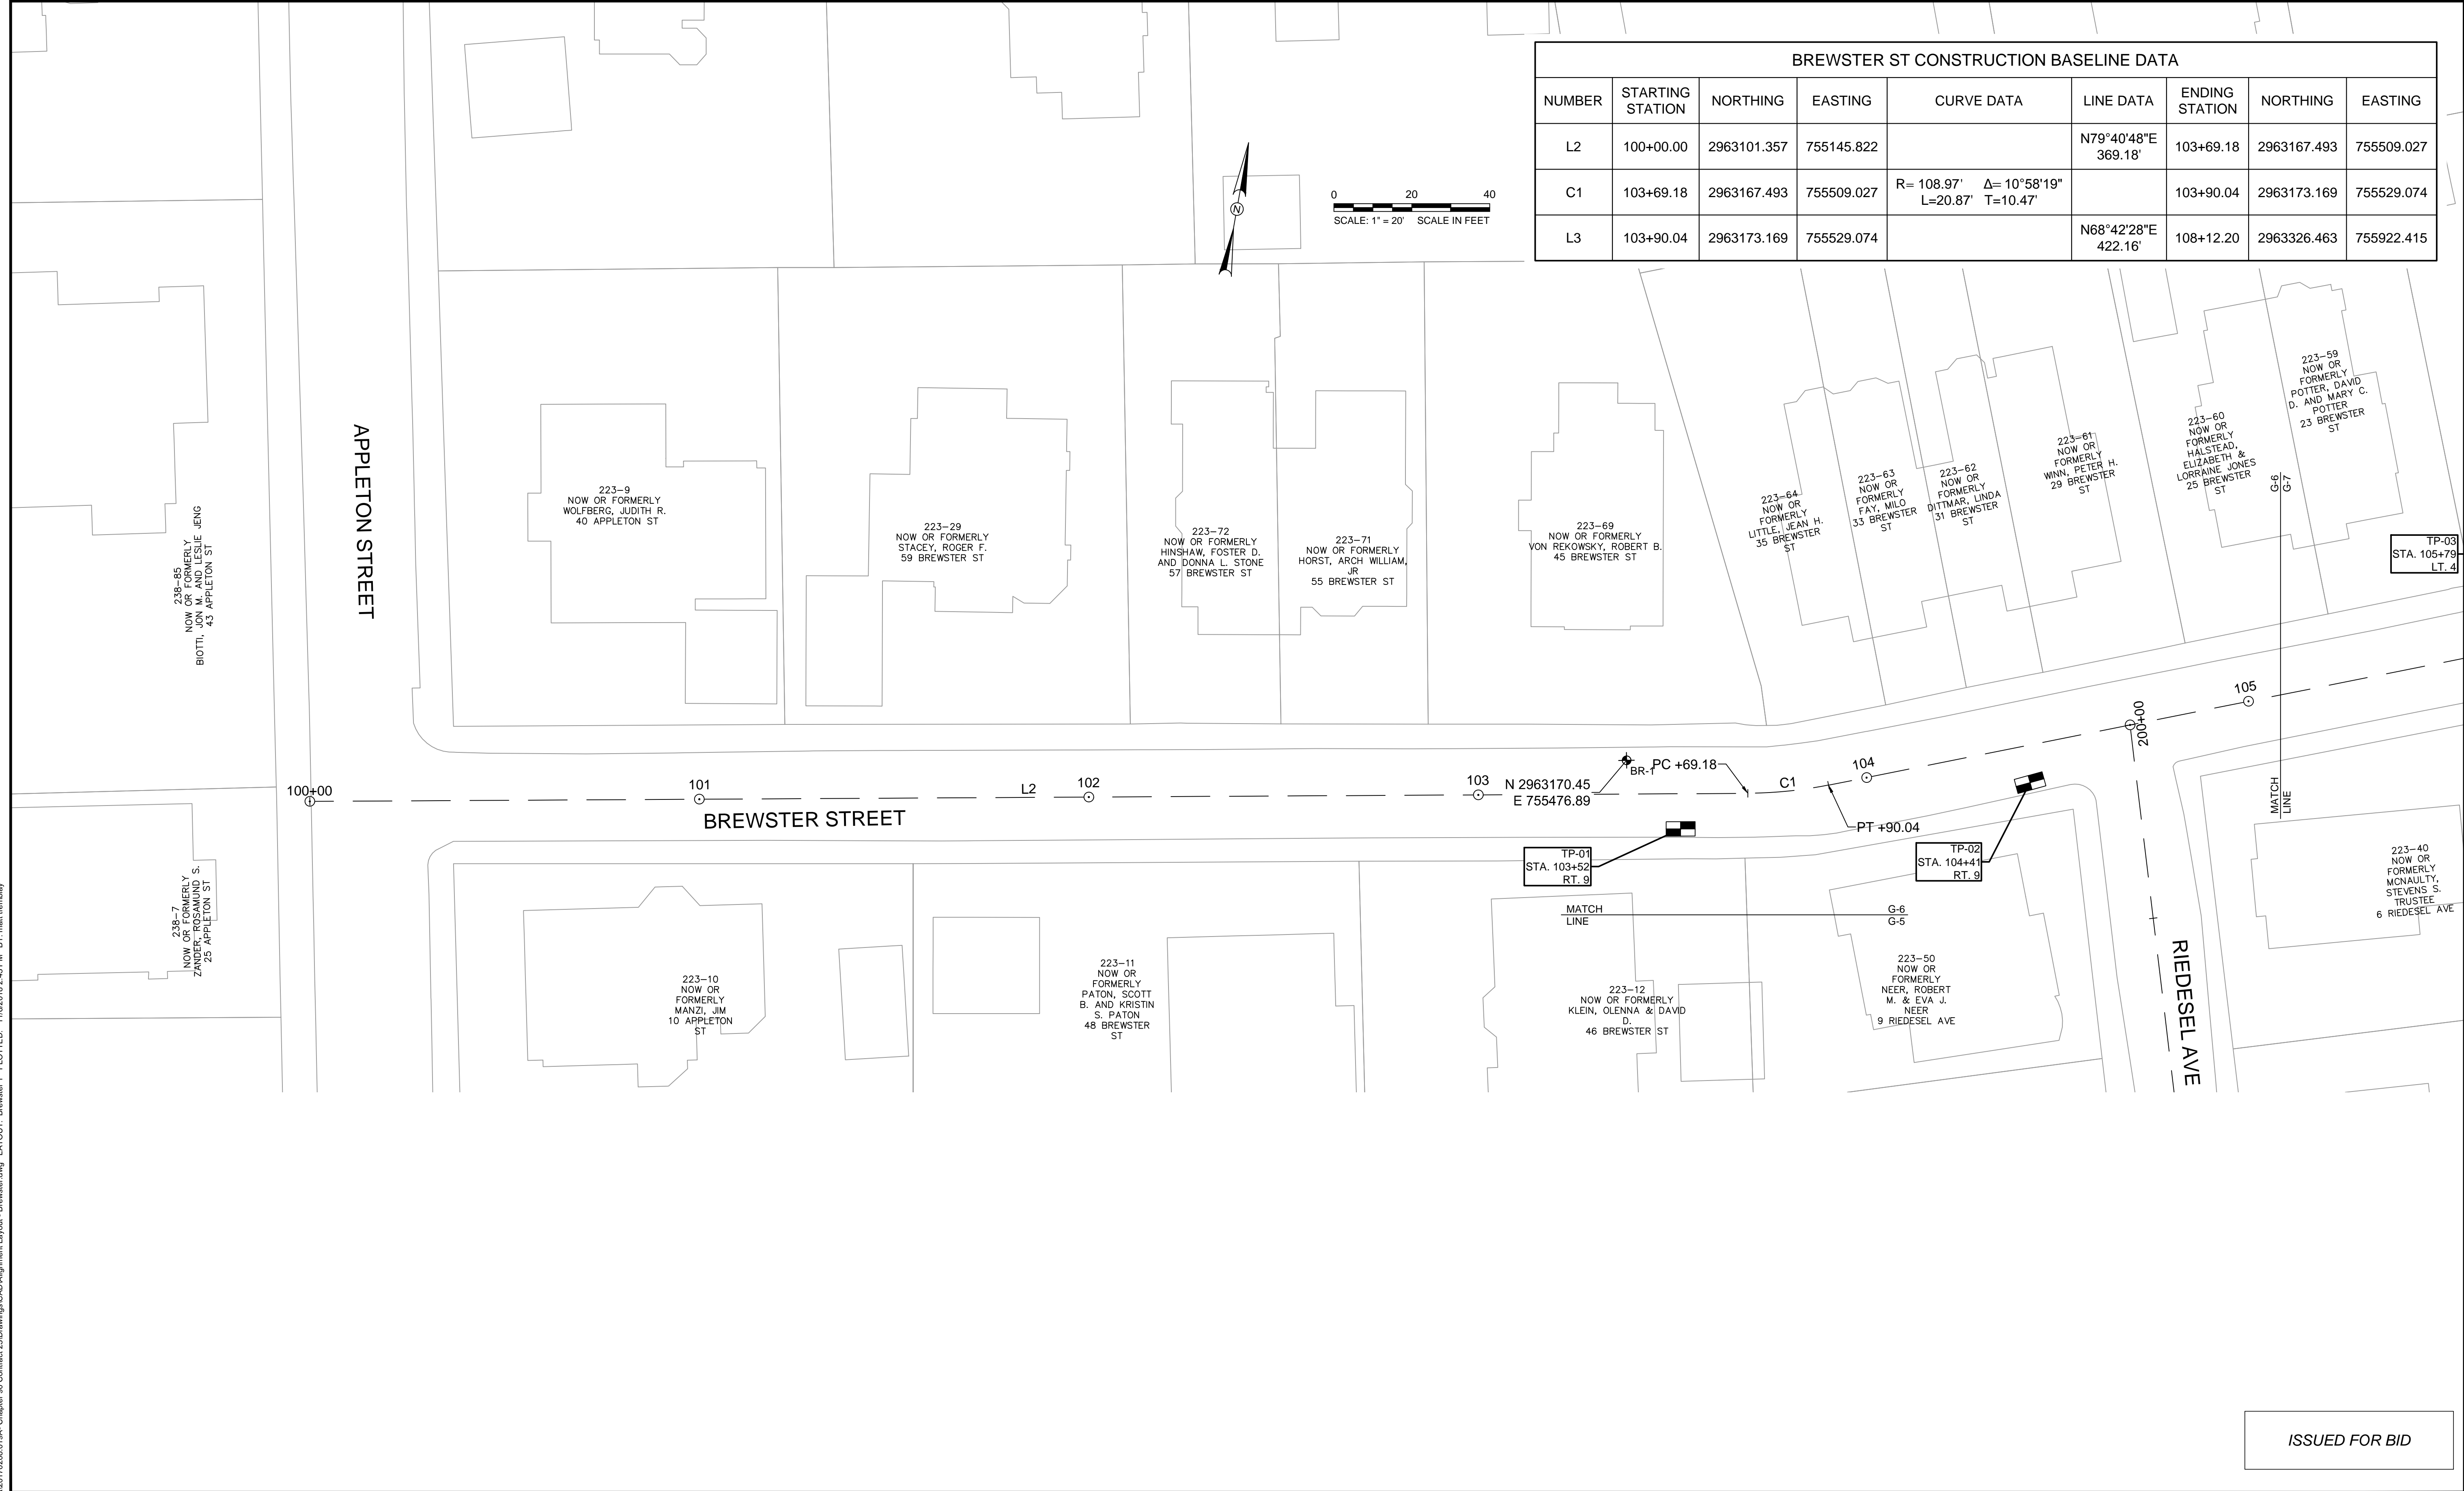 BREWSTER ST CONSTRUCTION BASELINE DATA
NUMBER STARTING STATION NORTHING EASTING CURVE DATA LINE DATA ENDING STATION NORTHING EASTING
L2 100+00.00 2963101.357 755145.822 N79°40'48"E 369.18' 103+69.18 2963167.493 755509.027
C1 103+69.18 2963167.493 755509.027 R= 108.97' Δ= 10°58'19" L=20.87' T=10.47' 103+90.04 2963173.169 755529.074
L3 103+90.04 2963173.169 755529.074 N68°42'28"E 422.16' 108+12.20 2963326.463 755922.415
N
0 20 40
SCALE: 1" = 20' SCALE IN FEET
APPLETON STREET
238-85
NOW OR FORMERLY
BIOTTI, JON M. AND LESLIE JENG
43 APPLETON ST
223-9
NOW OR FORMERLY
WOLFBERG, JUDITH R.
40 APPLETON ST
223-29
NOW OR FORMERLY
STACEY, ROGER F.
59 BREWSTER ST
223-72
NOW OR FORMERLY
HINSHAW, FOSTER D.
AND DONNA L. STONE
57 BREWSTER ST
223-71
NOW OR FORMERLY
HORST, ARCH WILLIAM,
JR
55 BREWSTER ST
223-69
NOW OR FORMERLY
VON REKOWSKY, ROBERT B.
45 BREWSTER ST
223-64
NOW OR
FORMERLY
LITTLE, JEAN H.
35 BREWSTER
ST
223-63
NOW OR
FORMERLY
FAY, MILO
33 BREWSTER
ST
223-62
NOW OR
FORMERLY
DITTMAR, LINDA
31 BREWSTER
ST
223-61
NOW OR
FORMERLY
WINN, PETER H.
29 BREWSTER
ST
223-60
NOW OR
FORMERLY
HALSTEAD,
ELIZABETH &
LORRAINE JONES
25 BREWSTER
ST
223-59
NOW OR
FORMERLY
POTTER, DAVID
D. AND MARY C.
POTTER
23 BREWSTER
ST
G-6
G-7
MATCH
LINE
TP-03
STA. 105+79
LT. 4
100+00
101
L2
102
103
N 2963170.45
E 755476.89
BR-1
PC +69.18
C1
104
PT +90.04
200+00
105
BREWSTER STREET
TP-01
STA. 103+52
RT. 9
TP-02
STA. 104+41
RT. 9
MATCH
LINE
G-6
G-5
238-7
NOW OR FORMERLY
ZANDER, ROSAMUND S.
25 APPLETON ST
223-10
NOW OR
FORMERLY
MANZI, JIM
10 APPLETON
ST
223-11
NOW OR
FORMERLY
PATON, SCOTT
B. AND KRISTIN
S. PATON
48 BREWSTER
ST
223-12
NOW OR FORMERLY
KLEIN, OLENNA & DAVID
D.
46 BREWSTER ST
223-50
NOW OR
FORMERLY
NEER, ROBERT
M. & EVA J.
NEER
9 RIEDESEL AVE
RIEDESEL AVE
223-40
NOW OR
FORMERLY
MCNAULTY,
STEVENS S.
TRUSTEE
6 RIEDESEL AVE
ISSUED FOR BID